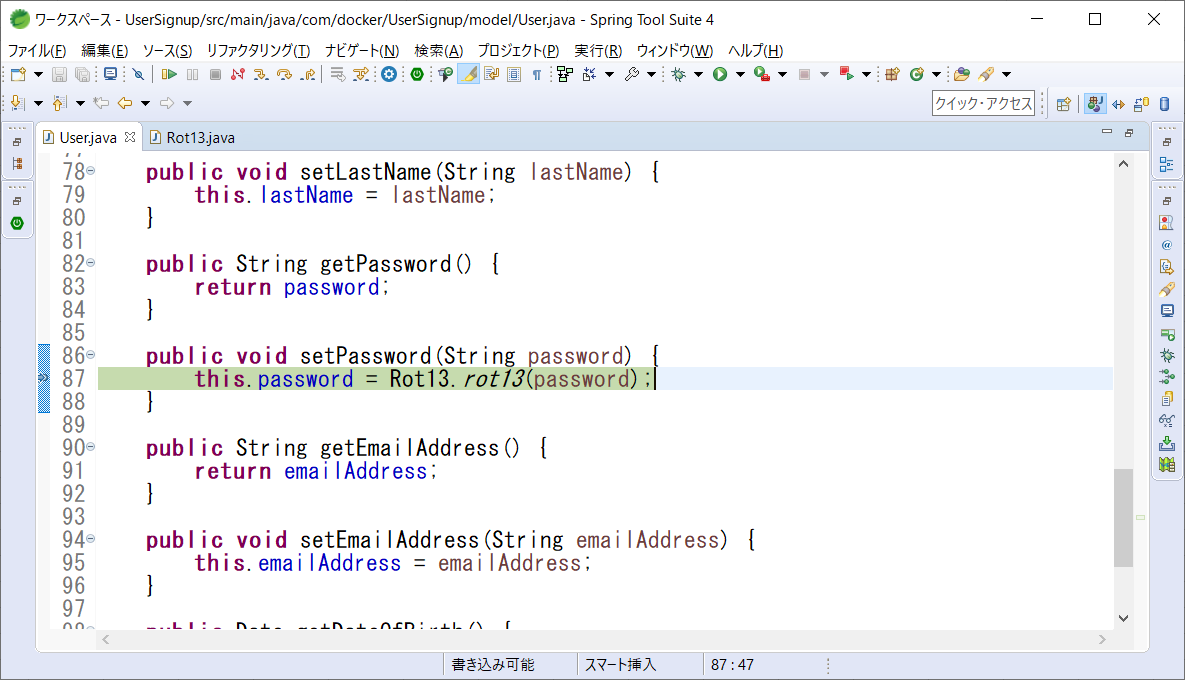 ワークスペース - UserSignup/src/main/java/com/docker/UserSignup/model/User.java - Spring Tool Suite 4
ファイル(F) 編集(E) ソース(S) リファクタリング(T) ナビゲート(N) 検索(A) プロジェクト(P) 実行(R) ウィンドウ(W) ヘルプ(H)
クイック・アクセス
User.java Rot13.java
77
78 public void setLastName(String lastName) {
79 this.lastName = lastName;
80 }
81
82 public String getPassword() {
83 return password;
84 }
85
86 public void setPassword(String password) {
87 this.password = Rot13.rot13(password);
88 }
89
90 public String getEmailAddress() {
91 return emailAddress;
92 }
93
94 public void setEmailAddress(String emailAddress) {
95 this.emailAddress = emailAddress;
96 }
97
98 public Date getDateOfBirth() {
書き込み可能 スマート挿入 87 : 47